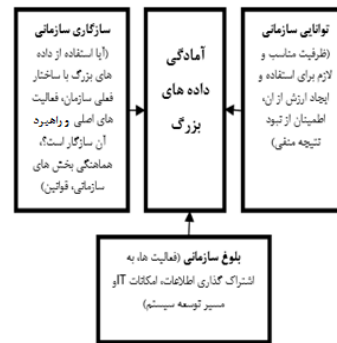 توانایی سازمانی
(ظرفیت مناسب و
لازم برای استفاده و
ایجاد ارزش از ان،
اطمینان از نبود
نتیجه منفی)
آمادگی
داده های
بزرگ
سازگاری سازمانی
(آیا استفاده از داده
های بزرگ با ساختار
فعلی سازمان، فعالیت
های اصلی و راهبرد
آن سازگار است؟،
هماهنگی بخش های
سازمانی، قوانین)
بلوغ سازمانی (فعالیت ها، به
اشتراک گذاری اطلاعات، امکانات ITو
مسیر توسعه سیستم)